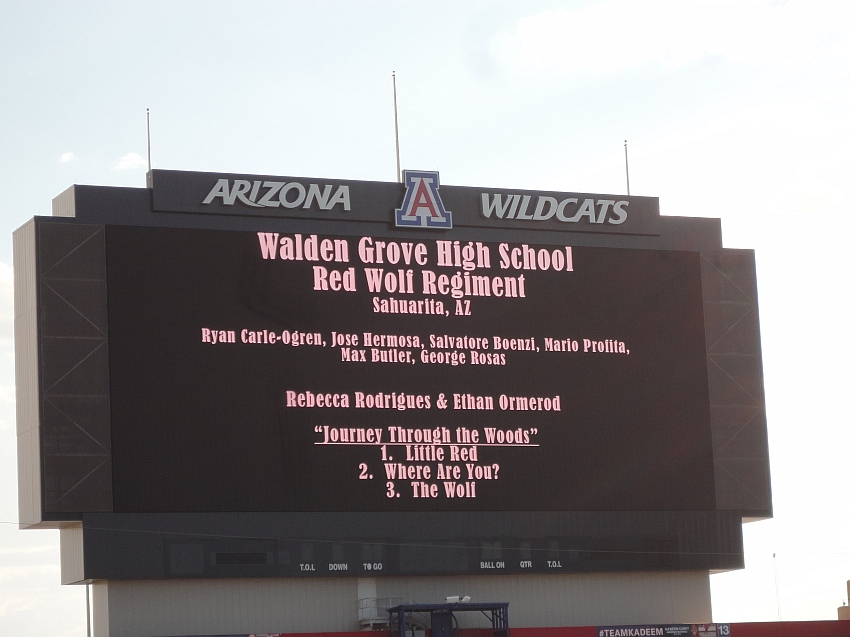 ARIZONA A WILDCATS
Walden Grove High School
Red Wolf Regiment
Sahuarita, AZ
Ryan Carle-Ogren, Jose Hermosa, Salvatore Boenzi, Mario Profita,
Max Butler, George Rosas
Rebecca Rodrigues & Ethan Ormerod
“Journey Through the Woods”
1. Little Red
2. Where Are You?
3. The Wolf
T.O.L DOWN TO GO BALL ON QTR T.O.L
#TEAMKADEEM 13